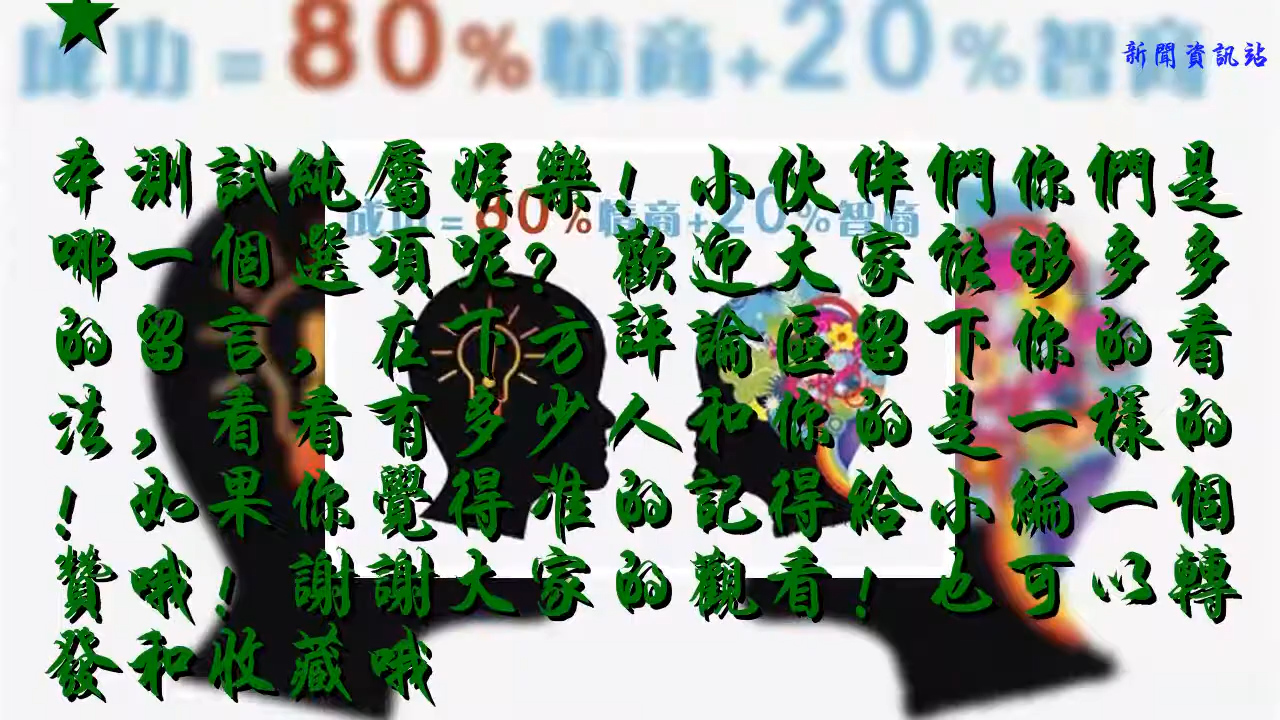 成功=80%情商+20%智商
新聞資訊站
本測試純屬娛樂！小伙伴們你們是
哪一個選項呢？歡迎大家能够多多
的留言，在下方評論區留下你的看
法，看看有多少人和你的是一樣的
！如果你覺得准的記得給小編一個
贊哦！謝謝大家的觀看！也可以轉
發和收藏哦
成功=80%情商+20%智商